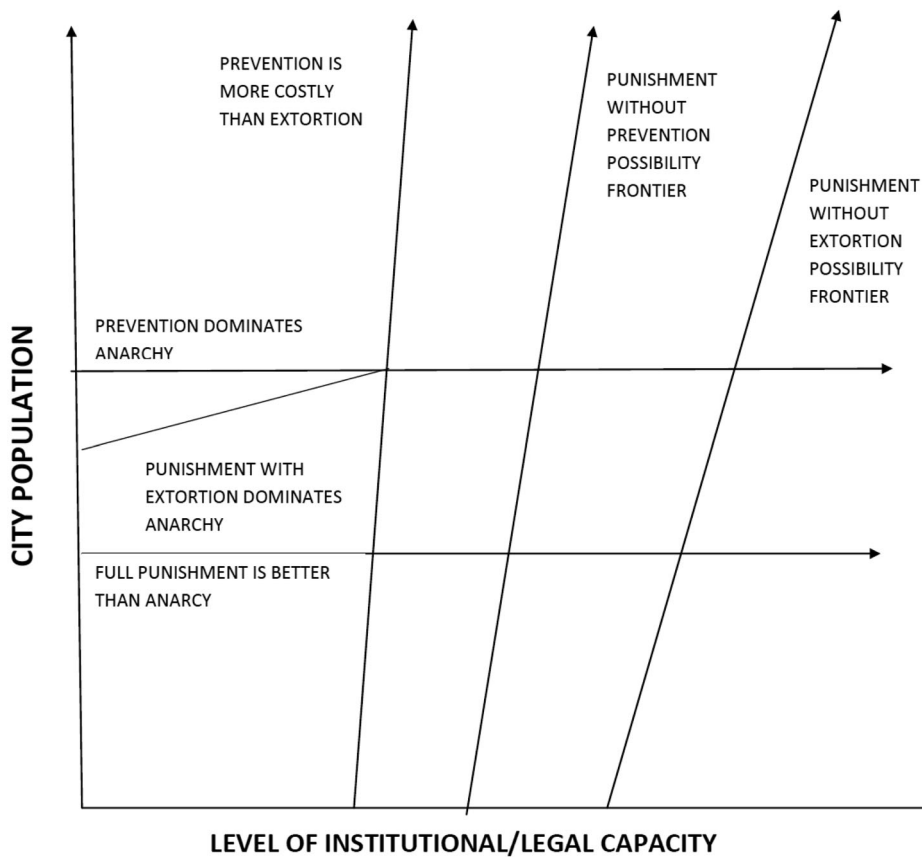 PREVENTION IS
MORE COSTLY
THAN EXTORTION
PUNISHMENT
WITHOUT
PREVENTION
POSSIBILITY
FRONTIER
PUNISHMENT
WITHOUT
EXTORTION
POSSIBILITY
FRONTIER
CITY POPULATION
PREVENTION DOMINATES
ANARCHY
PUNISHMENT WITH
EXTORTION DOMINATES
ANARCHY
FULL PUNISHMENT IS BETTER
THAN ANARCY
LEVEL OF INSTITUTIONAL/LEGAL CAPACITY